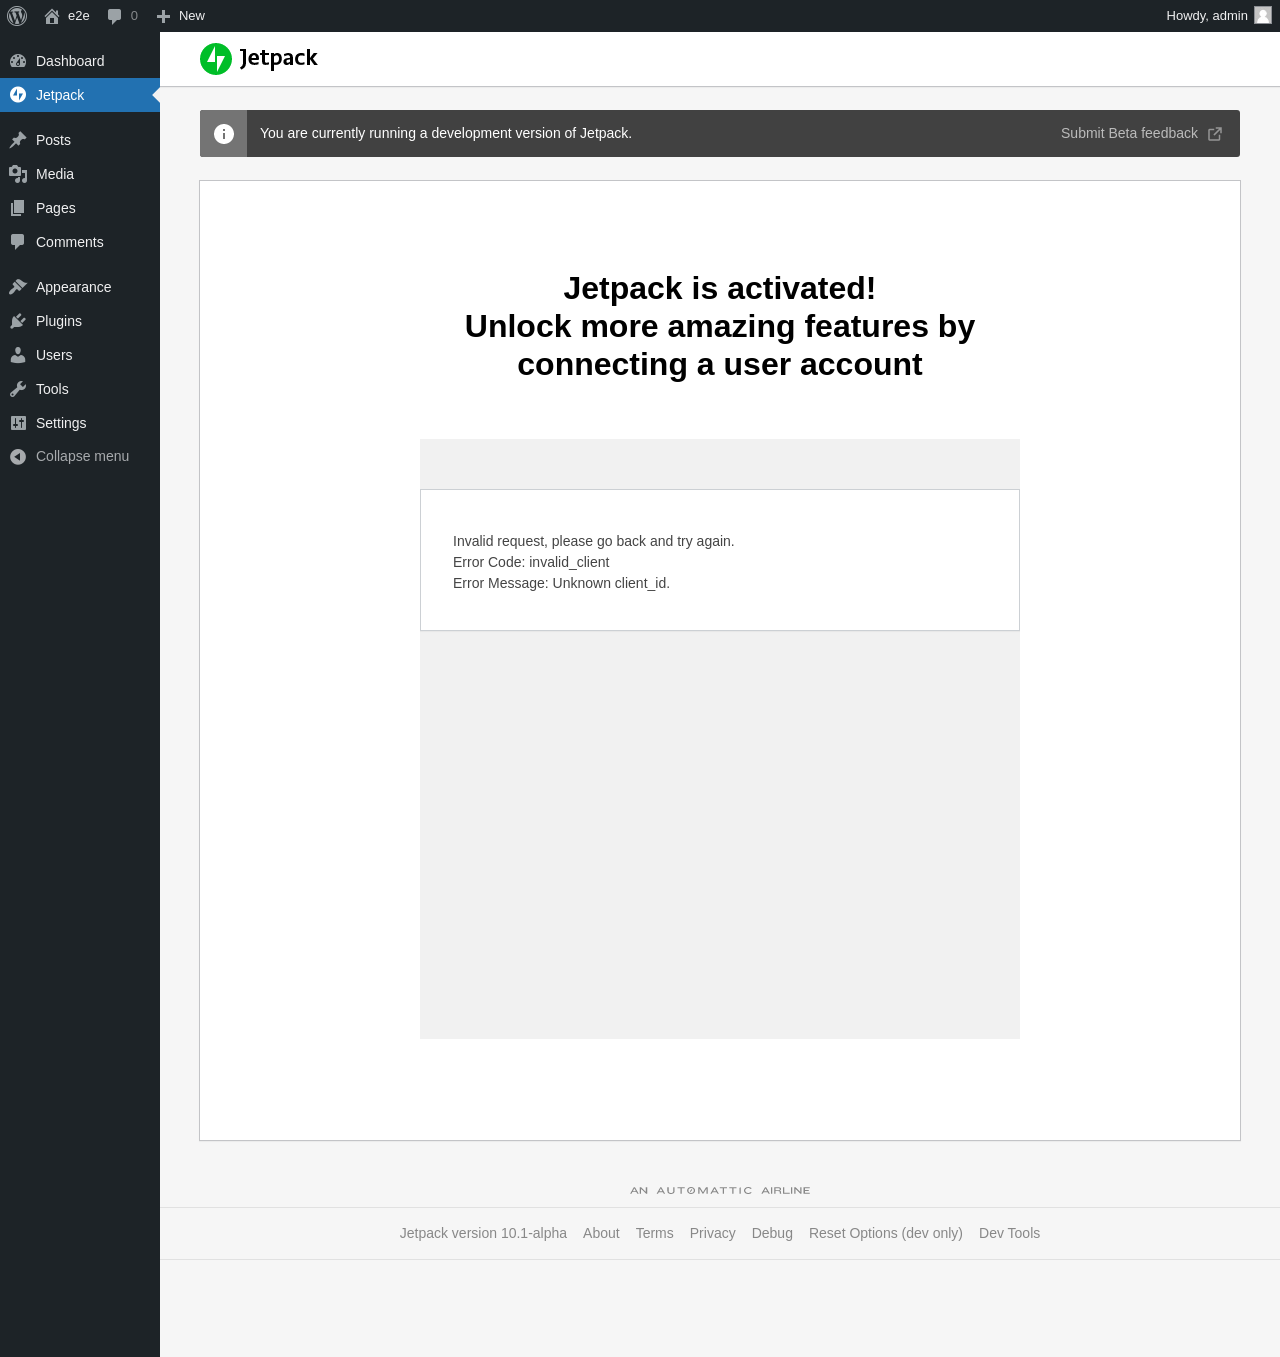 e2e
0
New
Howdy, admin
Dashboard
Jetpack
Posts
Media
Pages
Comments
Appearance
Plugins
Users
Tools
Settings
Collapse menu
Jetpack
You are currently running a development version of Jetpack.
Submit Beta feedback
Jetpack is activated!
Unlock more amazing features by
connecting a user account
Invalid request, please go back and try again.
Error Code: invalid_client
Error Message: Unknown client_id.
AN AUTOMATTIC AIRLINE
Jetpack version 10.1-alpha About Terms Privacy Debug Reset Options (dev only) Dev Tools